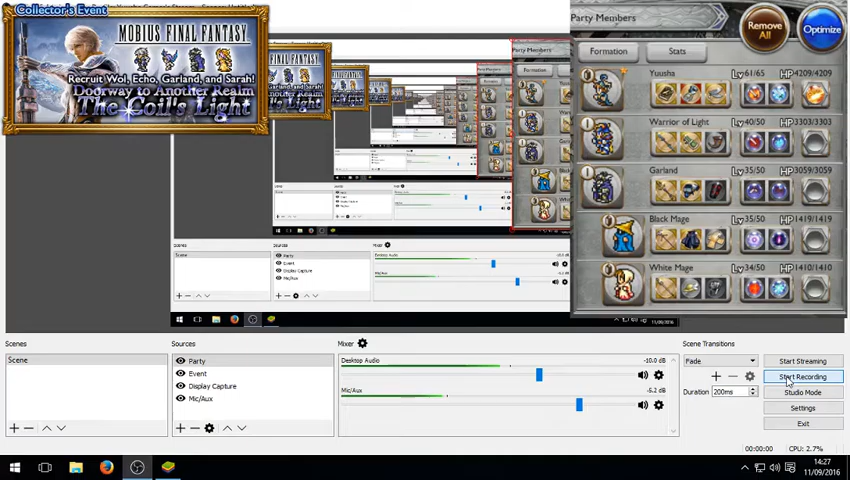 Collector's Event
MOBIUS FINAL FANTASY
Recruit Wol, Echo, Garland, and Sarah!
Doorway to Another Realm
The Coil's Light
Party Members
Remove All
Optimize
Formation
Stats
Yuusha
Lv61/65
HP4209/4209
Warrior of Light
Lv40/50
HP3303/3303
Garland
Lv35/50
HP3059/3059
Black Mage
Lv35/50
HP1419/1419
White Mage
Lv34/50
HP1410/1410
Scenes
Sources
Mixer
Scene Transitions
Scene
Party
Event
Display Capture
Mic/Aux
Desktop Audio
-10.0 dB
Mic/Aux
-5.2 dB
Fade
Duration 200ms
Start Streaming
Start Recording
Studio Mode
Settings
Exit
00:00:00
CPU: 2.7%
14:27
11/09/2016